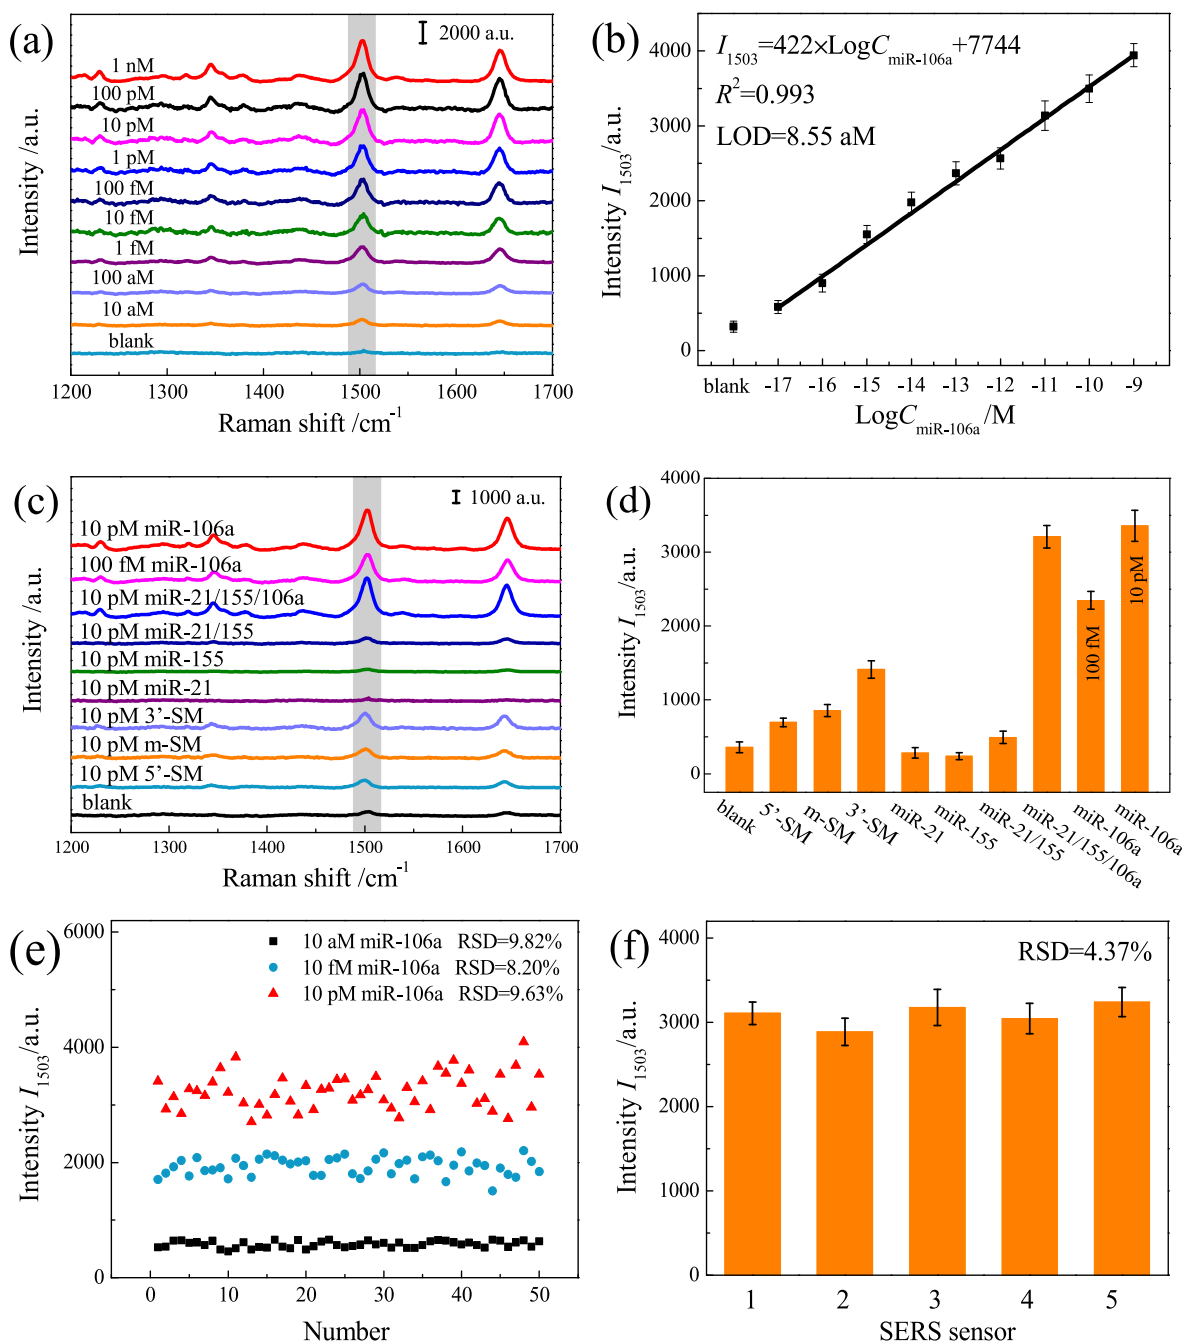 (a)
2000 a.u.
1 nM
100 pM
10 pM
1 pM
100 fM
10 fM
1 fM
100 aM
10 aM
blank
Intensity /a.u.
1200 1300 1400 1500 1600 1700
Raman shift /cm⁻¹
(b)
I₁₅₀₃=422×LogC_miR-106a+7744
R²=0.993
LOD=8.55 aM
4000
3000
2000
1000
0
Intensity I₁₅₀₃/a.u.
blank -17 -16 -15 -14 -13 -12 -11 -10 -9
LogC_miR-106a/M
(c)
1000 a.u.
10 pM miR-106a
100 fM miR-106a
10 pM miR-21/155/106a
10 pM miR-21/155
10 pM miR-155
10 pM miR-21
10 pM 3’-SM
10 pM m-SM
10 pM 5’-SM
blank
Intensity /a.u.
1200 1300 1400 1500 1600 1700
Raman shift /cm⁻¹
(d)
4000
3000
2000
1000
0
Intensity I₁₅₀₃/a.u.
100 fM
10 pM
blank
5’-SM
m-SM
3’-SM
miR-21
miR-155
miR-21/155
miR-21/155/106a
miR-106a
miR-106a
(e)
10 aM miR-106a RSD=9.82%
10 fM miR-106a RSD=8.20%
10 pM miR-106a RSD=9.63%
6000
4000
2000
0
Intensity I₁₅₀₃/a.u.
0 10 20 30 40 50
Number
(f)
RSD=4.37%
4000
3000
2000
1000
0
Intensity I₁₅₀₃/a.u.
1 2 3 4 5
SERS sensor